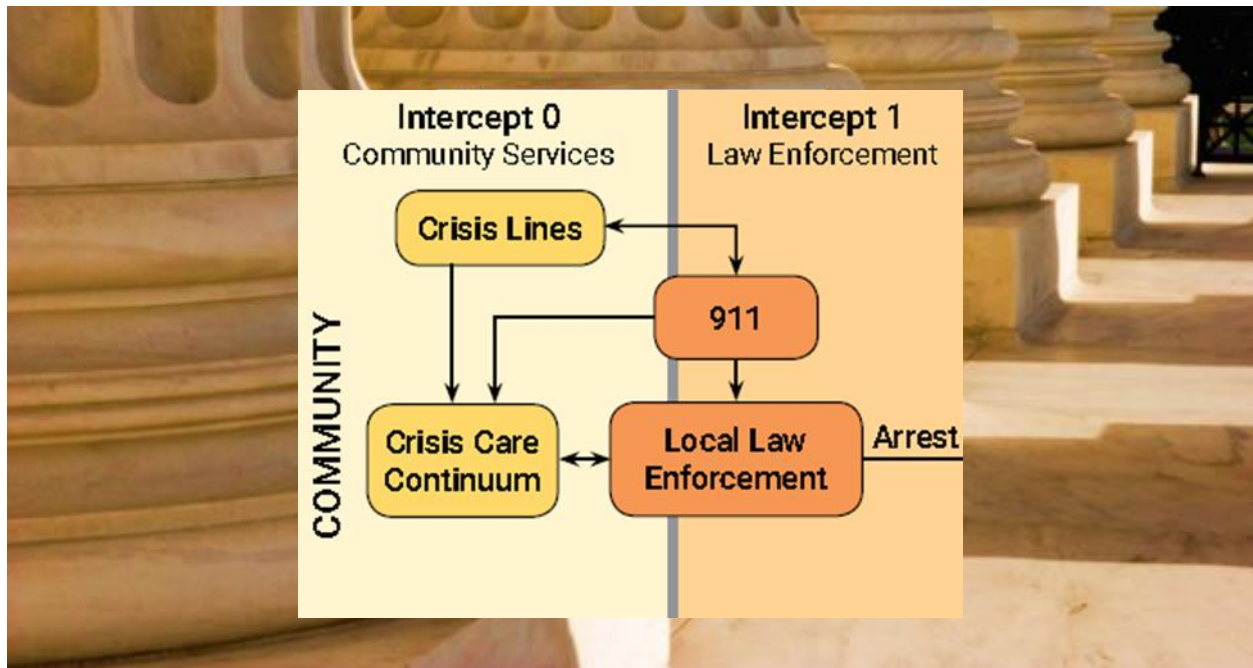 Intercept 0
Community Services
Intercept 1
Law Enforcement
Crisis Lines
911
COMMUNITY
Crisis Care
Continuum
Local Law
Enforcement
Arrest